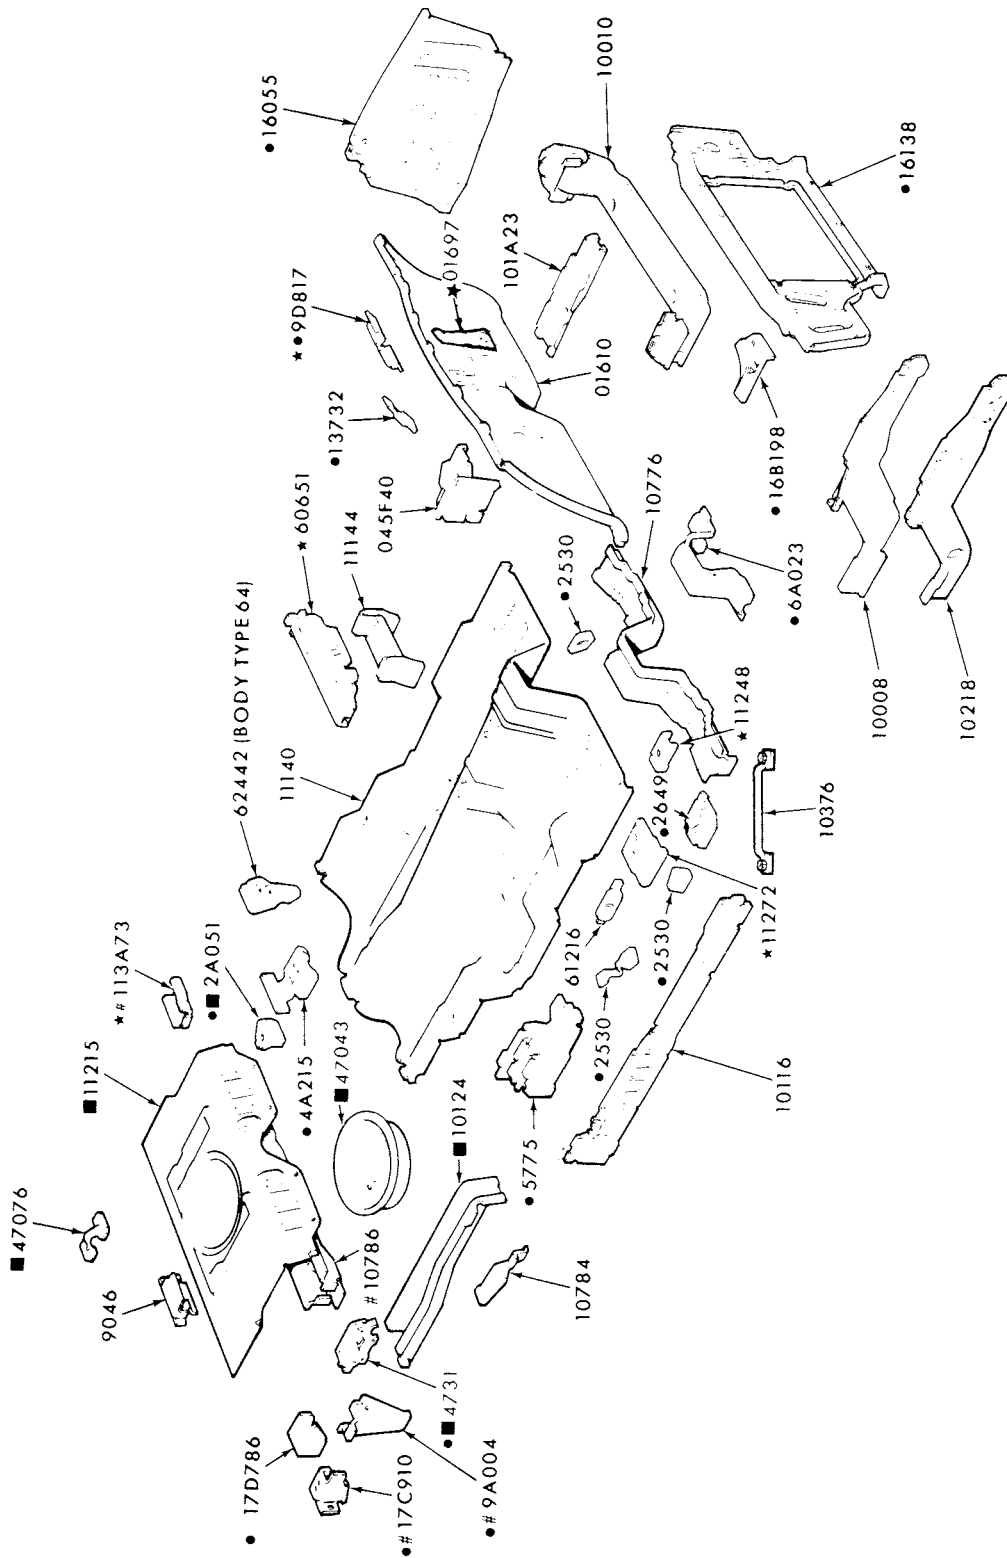 ■47076
9046
■11215
★#113A73
●■2A051
●4A215
■47043
■10124
#10786
10784
●■4731
● 17D786
●#17C910
●#9A004
62442 (BODY TYPE 64)
11140
★60651
11144
045F40
●13732
★●9D817
●16055
★01697
01610
101A23
10010
●16138
●16B198
10776
●2530
●6A023
★11248
●2649
10376
★11272
●2530
61216
●2530
●5775
10116
10008
10218